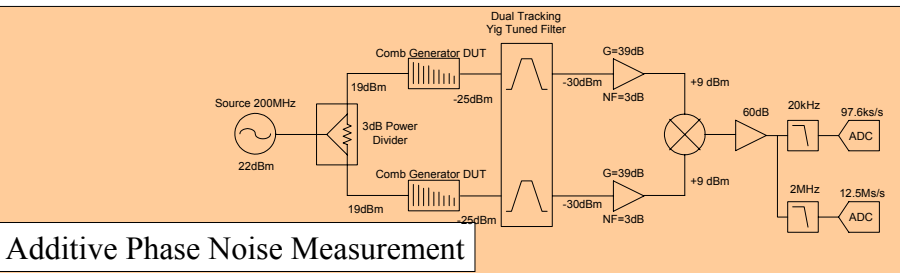 Dual Tracking
Yig Tuned Filter
Comb Generator DUT
G=39dB
19dBm
-25dBm
-30dBm
NF=3dB
+9 dBm
Source 200MHz
22dBm
3dB Power
Divider
60dB
20kHz
97.6ks/s
ADC
Comb Generator DUT
G=39dB
19dBm
-25dBm
-30dBm
NF=3dB
+9 dBm
2MHz
12.5Ms/s
ADC
Additive Phase Noise Measurement